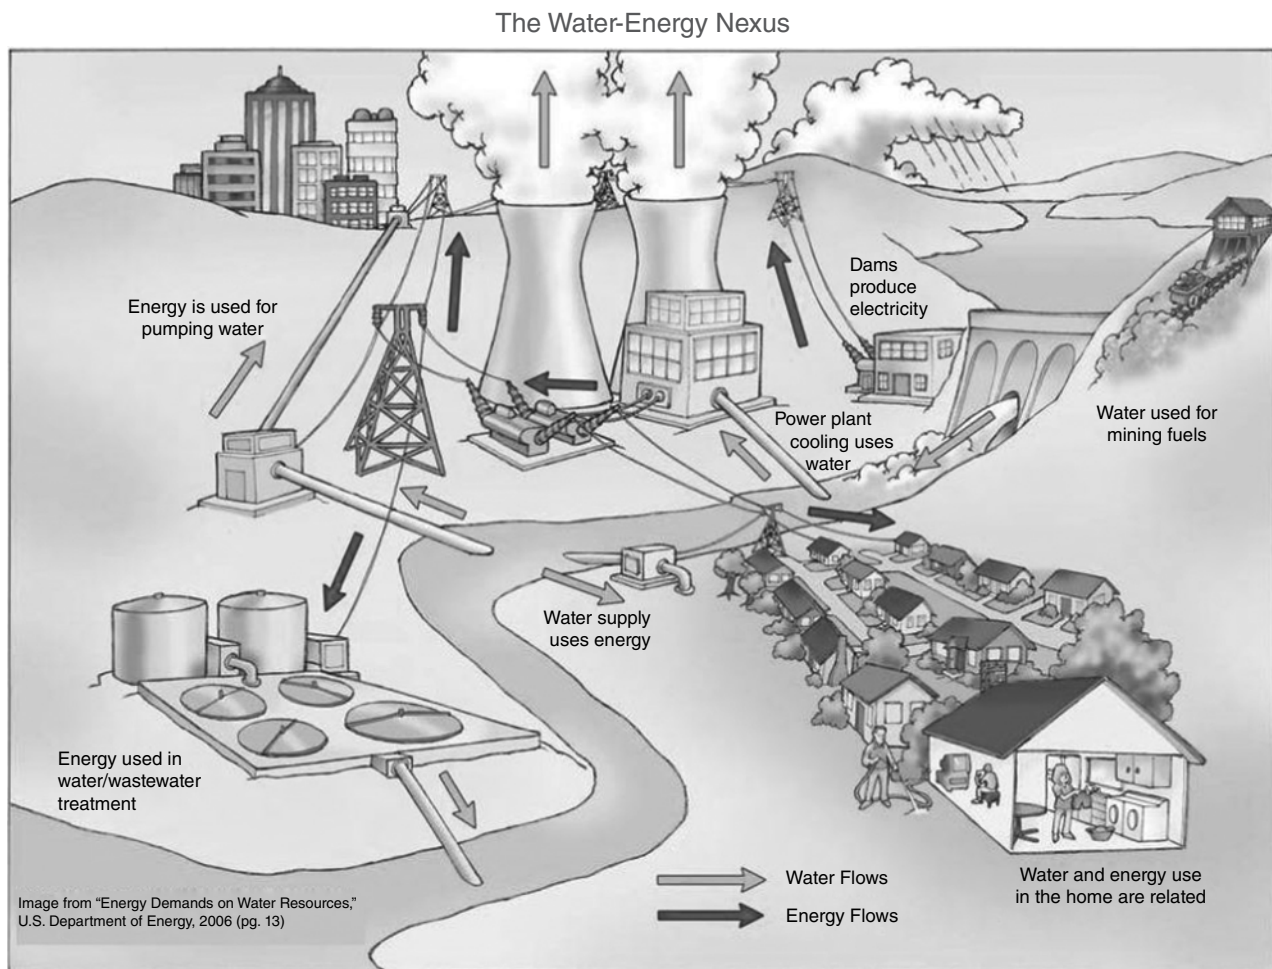 The Water-Energy Nexus
Dams
produce
electricity
Energy is used for
pumping water
Water used for
mining fuels
Power plant
cooling uses
water
Water supply
uses energy
Energy used in
water/wastewater
treatment
Water and energy use
in the home are related
Water Flows
Energy Flows
Image from “Energy Demands on Water Resources,”
U.S. Department of Energy, 2006 (pg. 13)